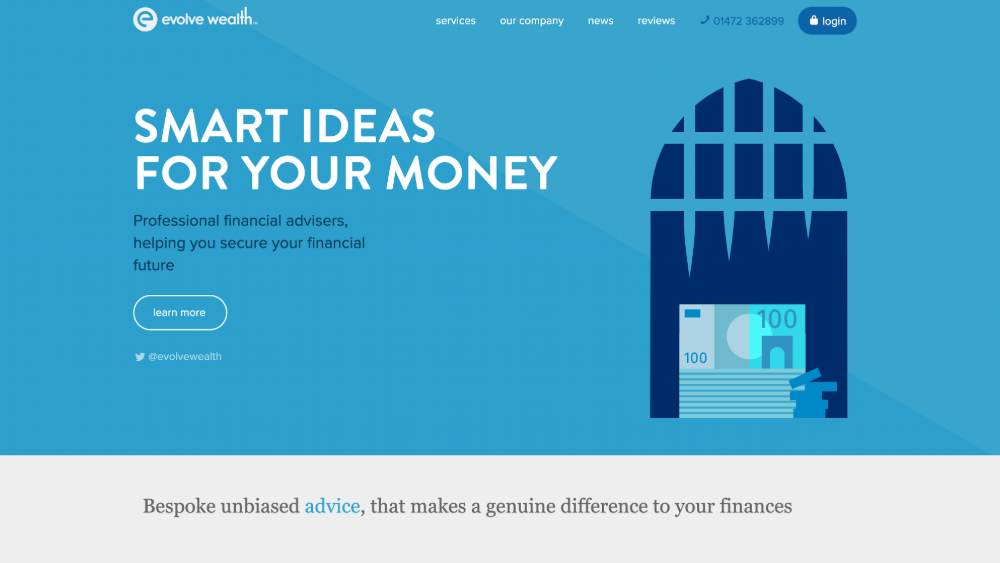 evolve wealth
services our company news reviews 01472 362899 login
SMART IDEAS
FOR YOUR MONEY
Professional financial advisers,
helping you secure your financial
future
learn more
@evolvewealth
100
100
Bespoke unbiased advice, that makes a genuine difference to your finances